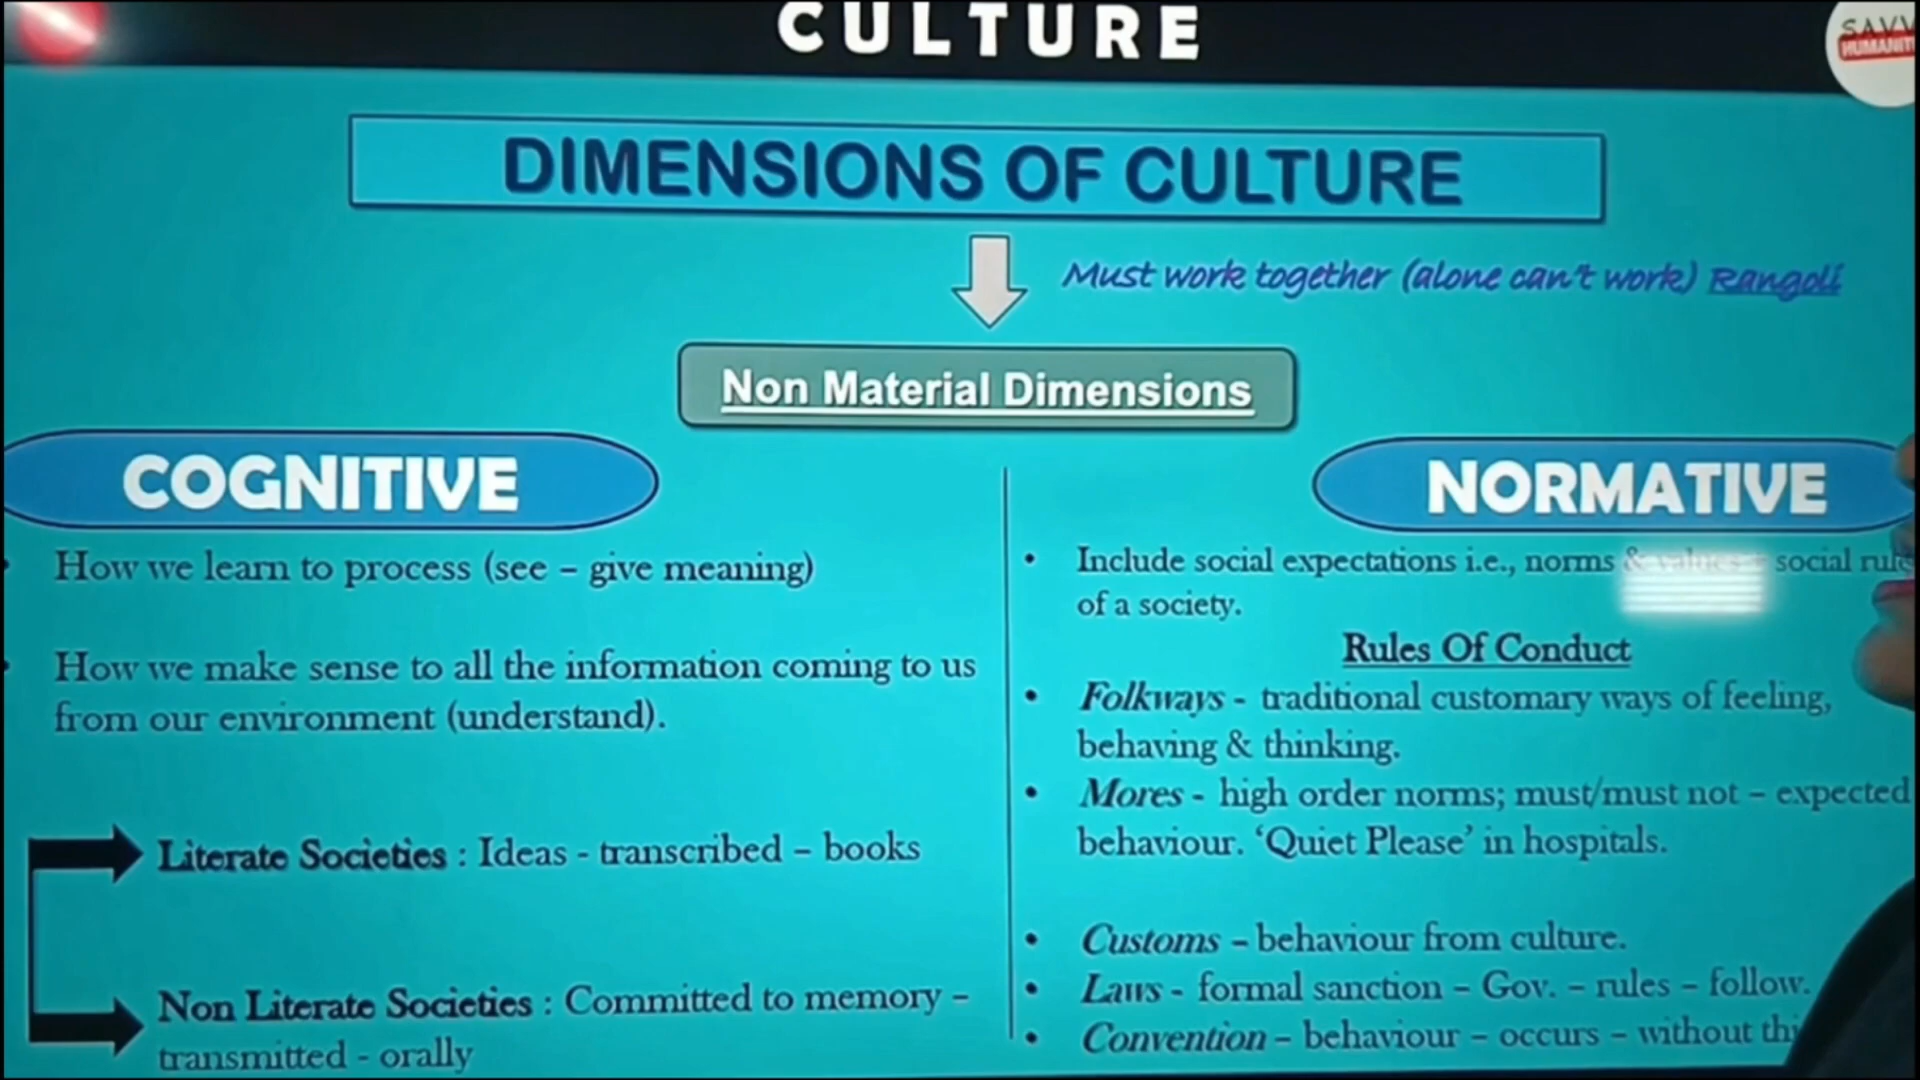 CULTURE
SAVV
HUMANIT
DIMENSIONS OF CULTURE
Must work together (alone can't work) Rangoli
Non Material Dimensions
COGNITIVE
• How we learn to process (see – give meaning)
• How we make sense to all the information coming to us
from our environment (understand).
Literate Societies : Ideas - transcribed – books
Non Literate Societies : Committed to memory –
transmitted - orally
NORMATIVE
• Include social expectations i.e., norms & values social
of a society.
Rules Of Conduct
• Folkways - traditional customary ways of feeling,
behaving & thinking.
• Mores - high order norms; must/must not – expected
behaviour. ‘Quiet Please’ in hospitals.
• Customs – behaviour from culture.
• Laws - formal sanction – Gov. – rules – follow.
• Convention – behaviour – occurs – without